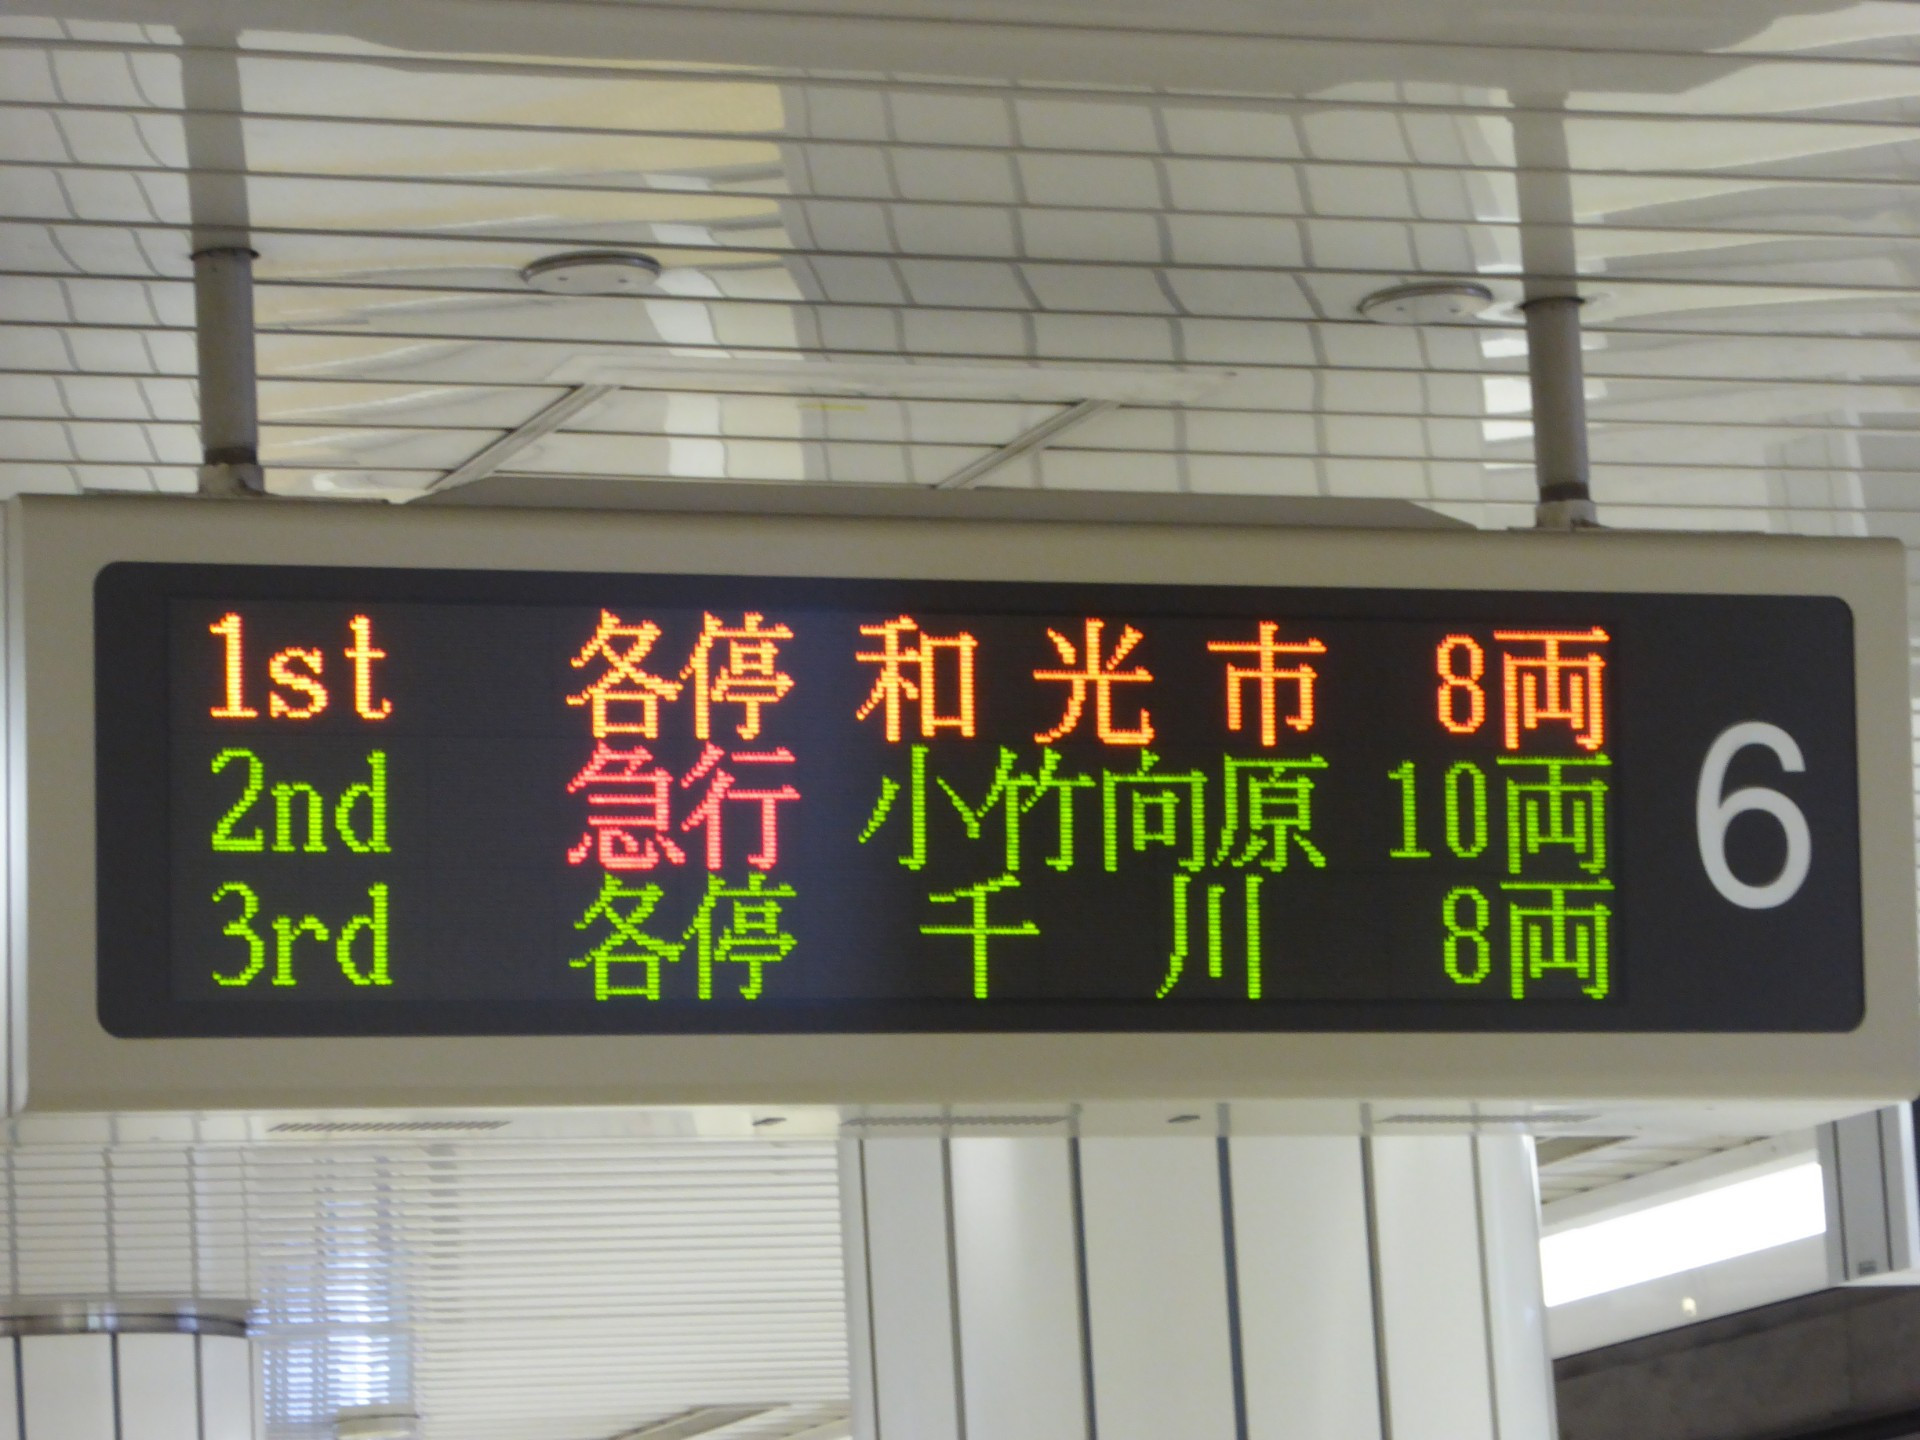 1st 各停 和光市 8両
2nd 急行 小竹向原 10両
3rd 各停 千川 8両
6